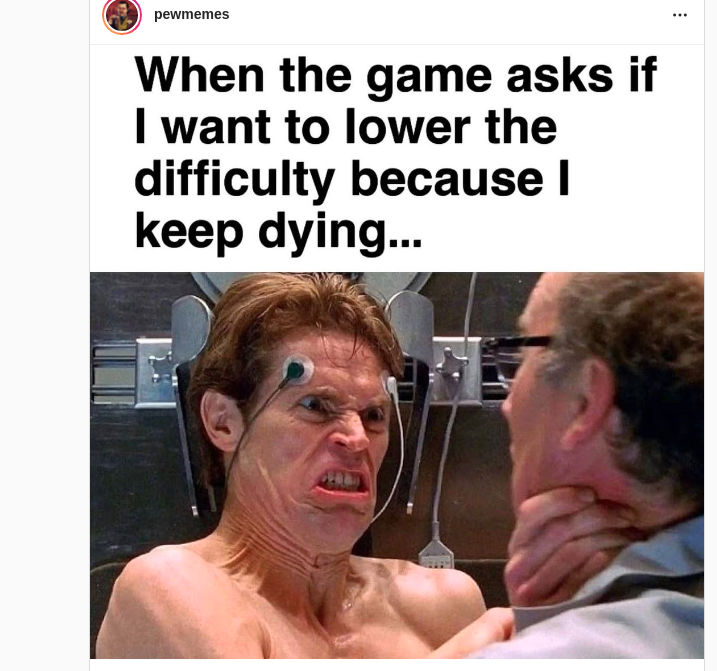 pewmemes
When the game asks if
I want to lower the
difficulty because I
keep dying...